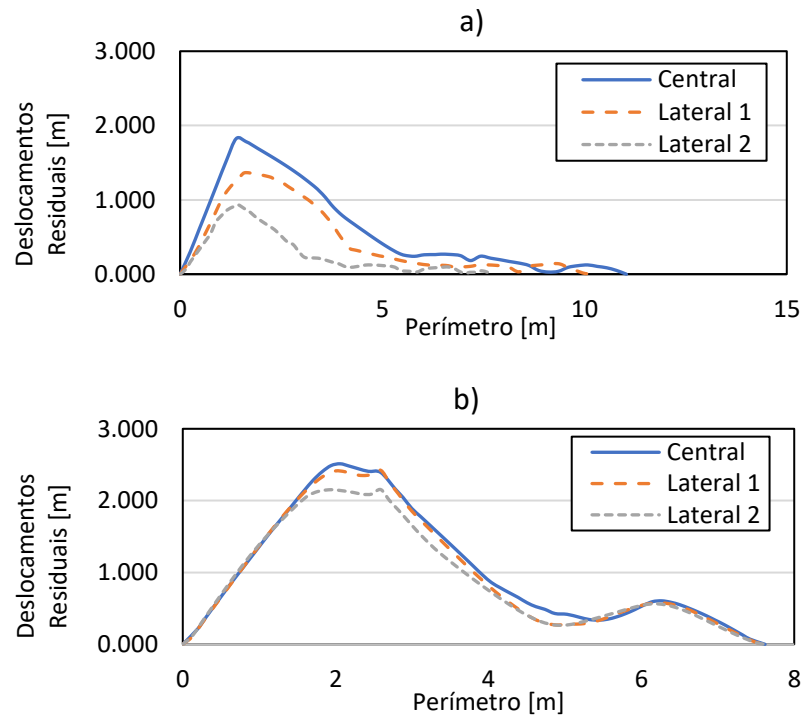 a)
Deslocamentos
Residuais [m]
3.000
2.000
1.000
0.000
Central
Lateral 1
Lateral 2
0 5 10 15
Perímetro [m]
b)
Deslocamentos
Residuais [m]
3.000
2.000
1.000
0.000
Central
Lateral 1
Lateral 2
0 2 4 6 8
Perímetro [m]